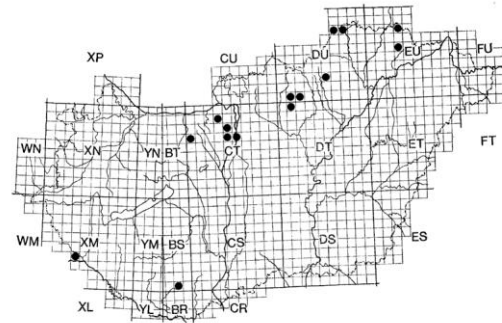 XP CU DU EU FU
WN XN YN BT CT DT ET FT
WM XM YM BS CS DS ES
XL YL BR CR